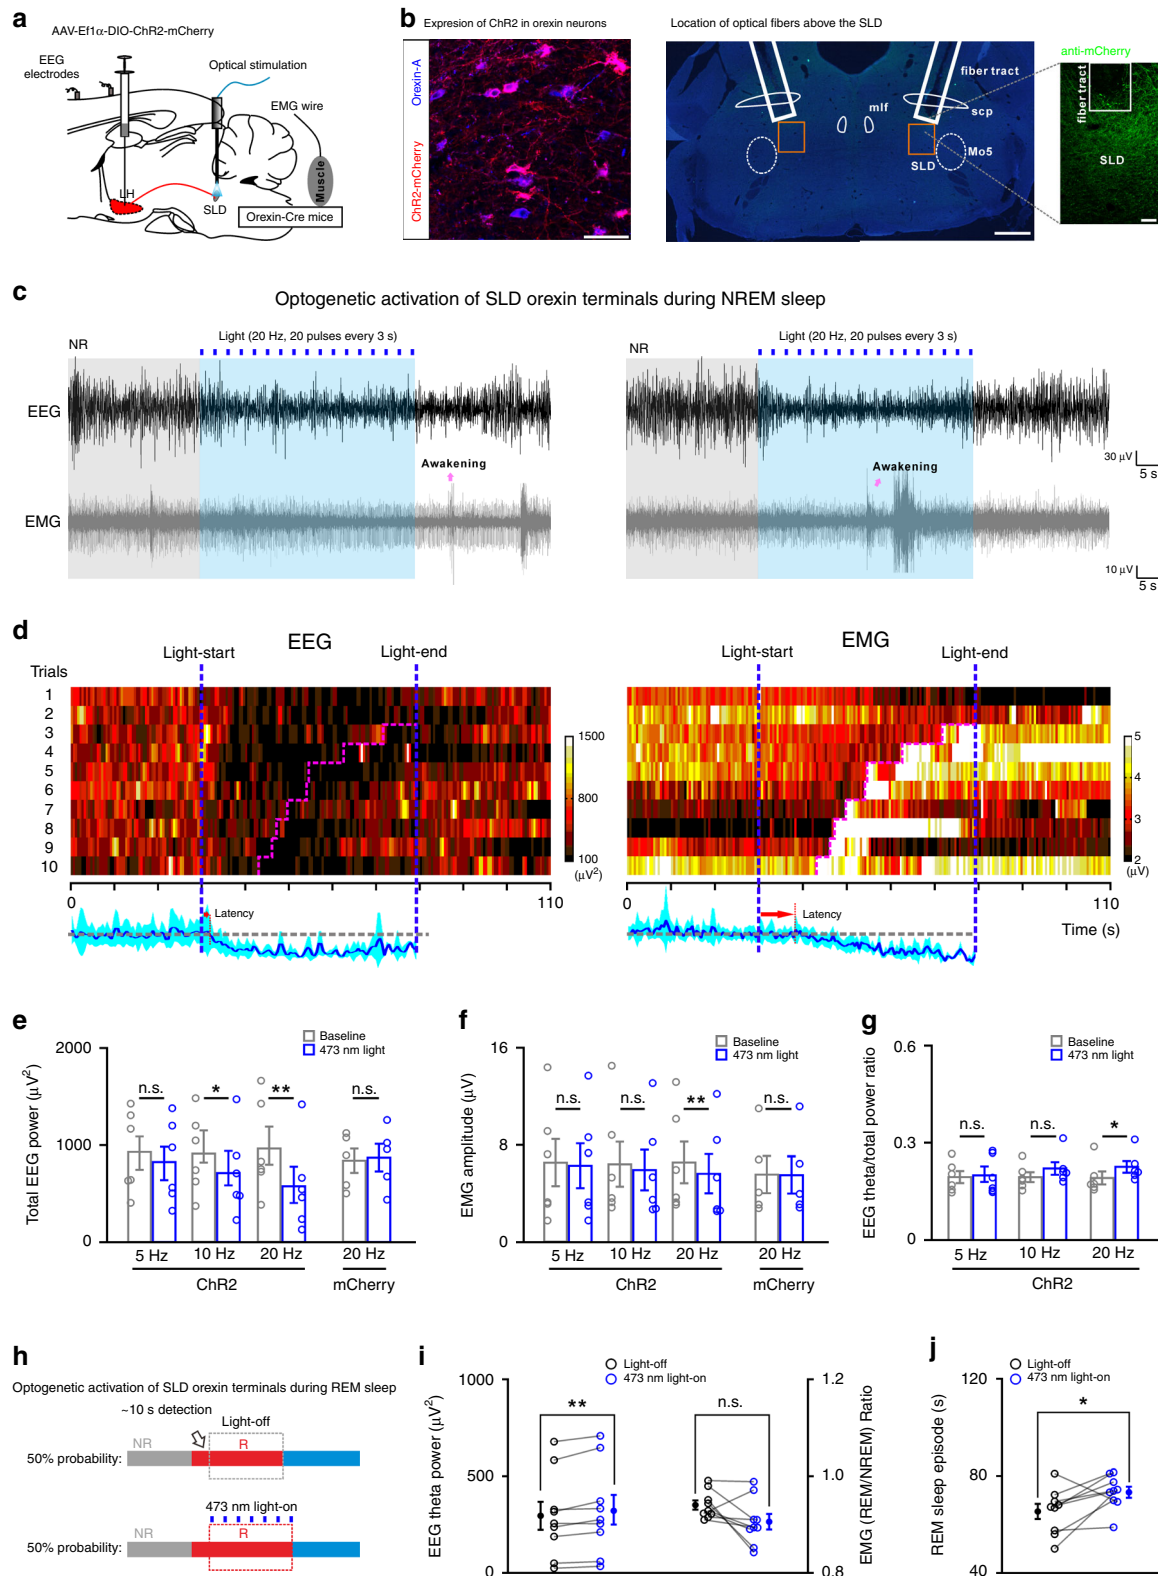 a
AAV-Ef1α-DIO-ChR2-mCherry
EEG
electrodes
Optical stimulation
EMG wire
Muscle
LH
SLD
Orexin-Cre mice
b
Expresion of ChR2 in orexin neurons
Location of optical fibers above the SLD
ChR2-mCherry
Orexin-A
fiber tract
scp
mlf
Mo5
SLD
anti-mCherry
fiber tract
SLD
c
Optogenetic activation of SLD orexin terminals during NREM sleep
NR
Light (20 Hz, 20 pulses every 3 s)
NR
Light (20 Hz, 20 pulses every 3 s)
EEG
Awakening
Awakening
30 μV
5 s
EMG
10 μV
5 s
d
EEG
EMG
Light-start
Light-end
Light-start
Light-end
Trials
1
2
3
4
5
6
7
8
9
10
1500
800
100
(μV²)
5
4
3
2
(μV)
0
110
0
110
Latency
Latency
Time (s)
e
Baseline
473 nm light
Total EEG power (μV²)
2000
1000
0
n.s.
*
**
n.s.
5 Hz
10 Hz
20 Hz
20 Hz
ChR2
mCherry
f
Baseline
473 nm light
EMG amplitude (μV)
16
8
0
n.s.
n.s.
**
n.s.
5 Hz
10 Hz
20 Hz
20 Hz
ChR2
mCherry
g
Baseline
473 nm light
EEG theta/total power ratio
0.6
0.3
0
n.s.
n.s.
*
5 Hz
10 Hz
20 Hz
ChR2
h
Optogenetic activation of SLD orexin terminals during REM sleep
~10 s detection
Light-off
NR
R
50% probability:
473 nm light-on
NR
R
50% probability:
i
Light-off
473 nm light-on
EEG theta power (μV²)
1000
500
0
**
n.s.
1.2
1.0
0.8
EMG (REM/NREM) Ratio
j
Light-off
473 nm light-on
REM sleep episode (s)
120
80
40
*